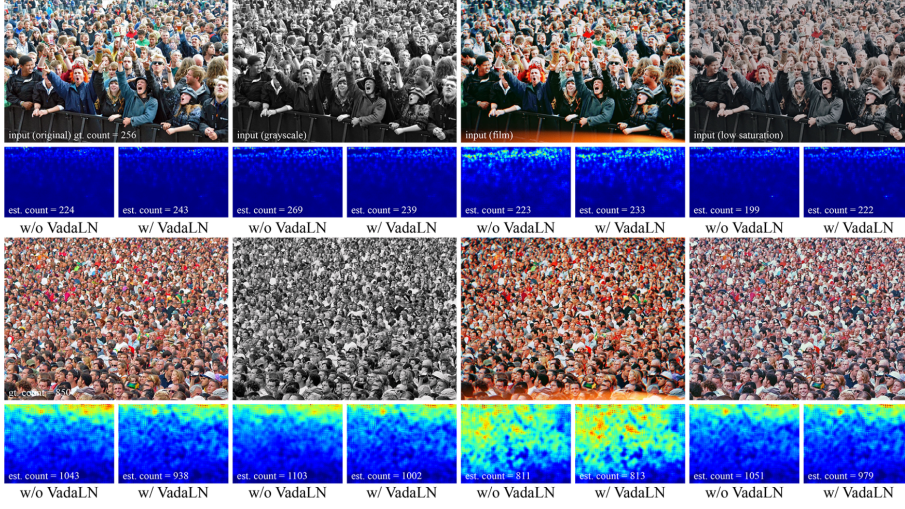 input (original) gt. count = 256
input (grayscale)
input (film)
input (low saturation)
est. count = 224
est. count = 243
est. count = 269
est. count = 239
est. count = 223
est. count = 233
est. count = 199
est. count = 222
w/o VadaLN
w/ VadaLN
w/o VadaLN
w/ VadaLN
w/o VadaLN
w/ VadaLN
w/o VadaLN
w/ VadaLN
gt. count = 850
est. count = 1043
est. count = 938
est. count = 1103
est. count = 1002
est. count = 811
est. count = 813
est. count = 1051
est. count = 979
w/o VadaLN
w/ VadaLN
w/o VadaLN
w/ VadaLN
w/o VadaLN
w/ VadaLN
w/o VadaLN
w/ VadaLN